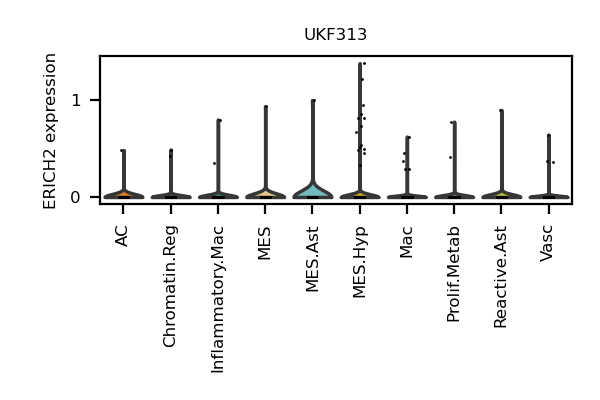 UKF313
ERICH2 expression
1
0
AC
Chromatin.Reg
Inflammatory.Mac
MES
MES.Ast
MES.Hyp
Mac
Prolif.Metab
Reactive.Ast
Vasc